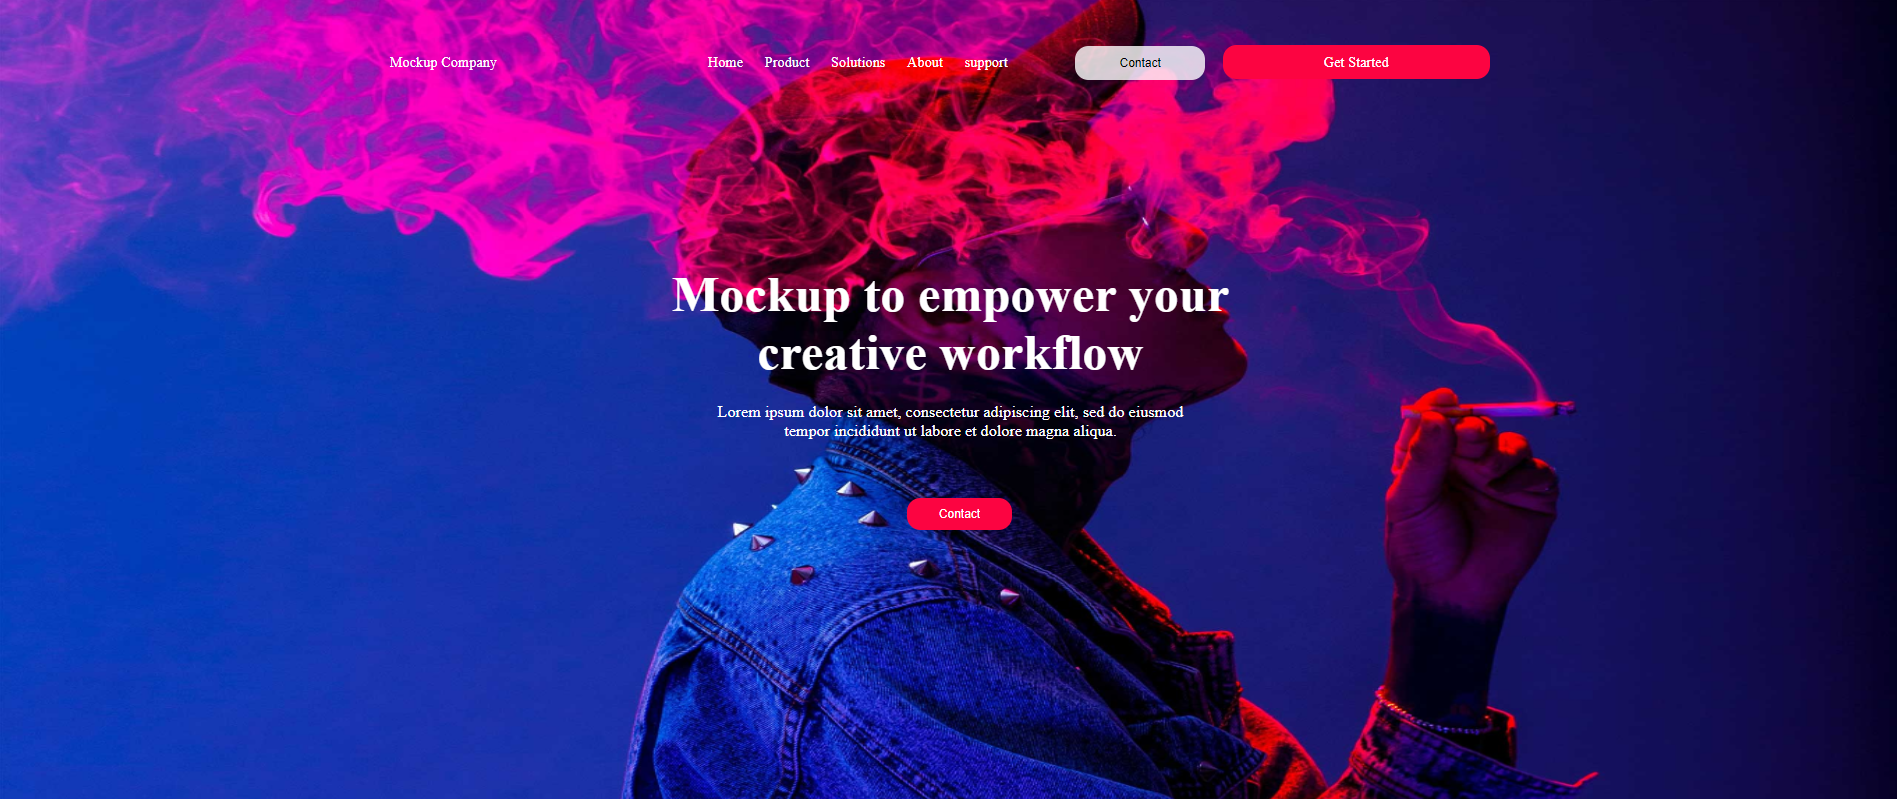 Mockup Company
Home Product Solutions About support
Contact
Get Started
Mockup to empower your
creative workflow
Lorem ipsum dolor sit amet, consectetur adipiscing elit, sed do eiusmod
tempor incididunt ut labore et dolore magna aliqua.
Contact